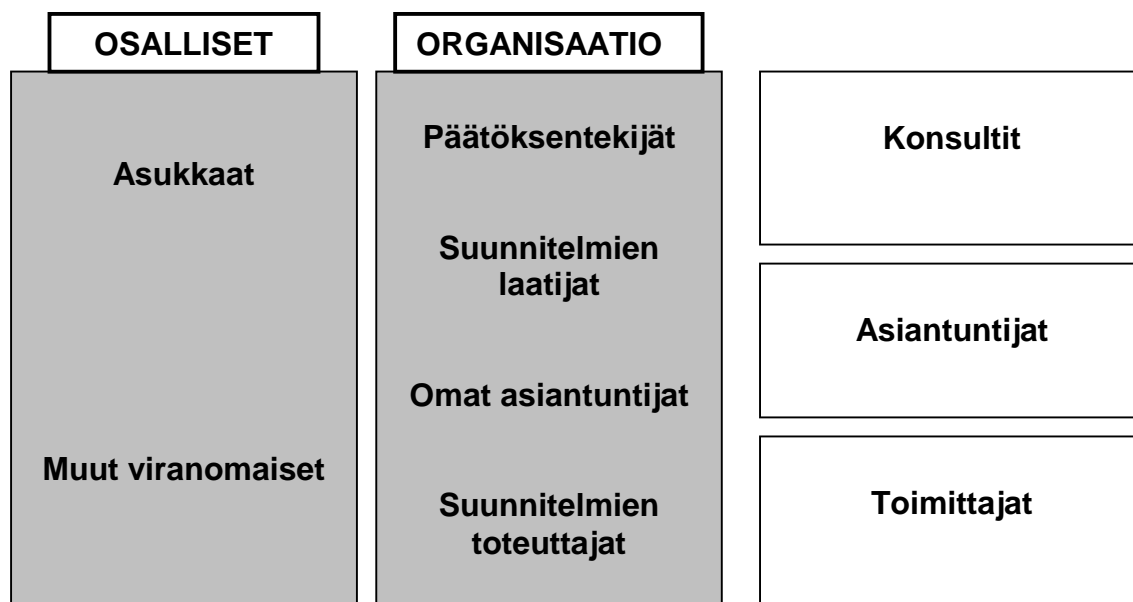 OSALLISET
Asukkaat
Muut viranomaiset
ORGANISAATIO
Päätöksentekijät
Suunnitelmien
laatijat
Omat asiantuntijat
Suunnitelmien
toteuttajat
Konsultit
Asiantuntijat
Toimittajat